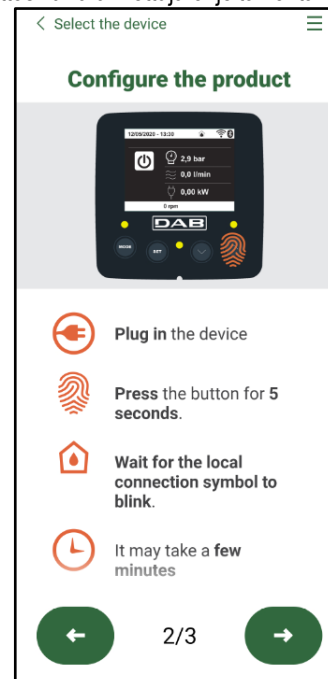 < Select the device
Configure the product
12/09/2020 - 13:30
2,9 bar
0,0 l/min
0,00 kW
0 rpm
DAB
MODE
SET
Plug in the device
Press the button for 5
seconds.
Wait for the local
connection symbol to
blink.
It may take a few
minutes
2/3